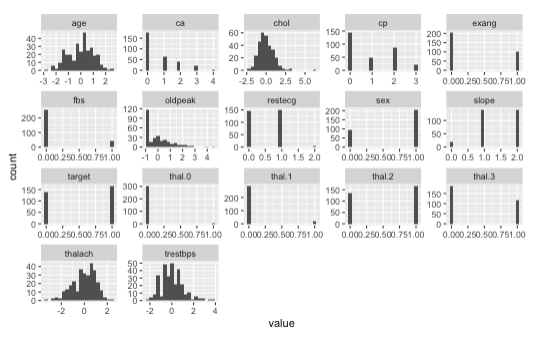 age ca chol cp exang
40 30 20 10 0 150 100 50 0 60 40 20 0 150 100 50 0 200 150 100 50 0
-3 -2 -1 0 1 2 0 1 2 3 4 -2.5 0.0 2.5 5.0 0 1 2 3 0.000.250.500.751.00
fbs oldpeak restecg sex slope
200 100 0 120 90 60 30 0 150 100 50 0 200 150 100 50 0 100 50 0
0.000.250.500.751.00 -1 0 1 2 3 4 0.0 0.5 1.0 1.5 2.0 0.000.250.500.751.00 0.0 0.5 1.0 1.5 2.0
count
target thal.0 thal.1 thal.2 thal.3
150 100 50 0 300 200 100 0 200 100 0 150 100 50 0 150 100 50 0
0.000.250.500.751.00 0.000.250.500.751.00 0.000.250.500.751.00 0.000.250.500.751.00 0.000.250.500.751.00
thalach trestbps
40 30 20 10 0 50 40 30 20 10 0
-2 0 2 -2 0 2 4
value